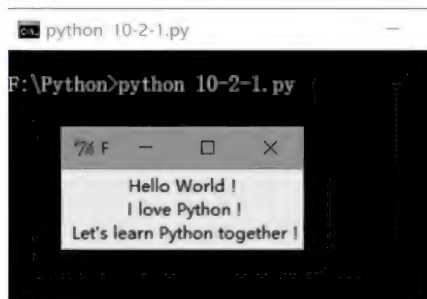 python 10-2-1.py
F:\Python>python 10-2-1.py
F
Hello World !
I love Python !
Let's learn Python together !